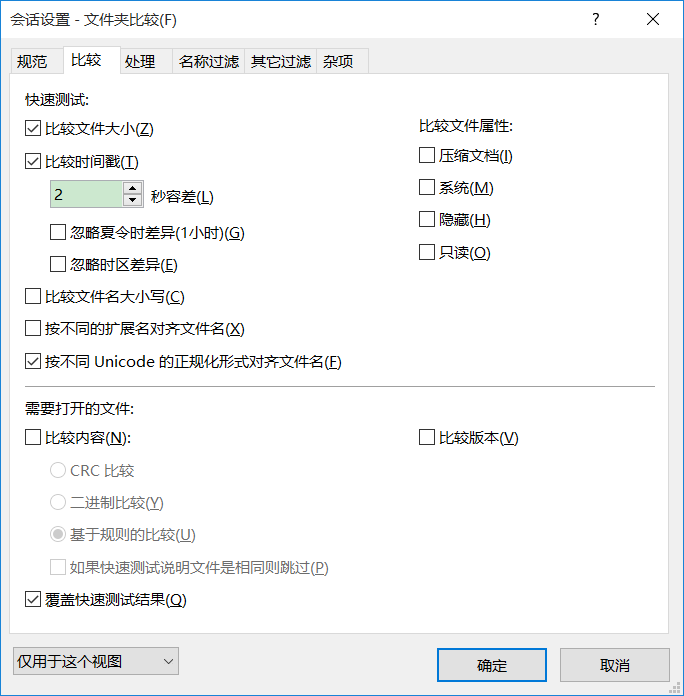 会话设置 - 文件夹比较(F)
规范 比较 处理 名称过滤 其它过滤 杂项
快速测试:
比较文件大小(Z)
比较时间戳(T)
2 秒容差(L)
忽略夏令时差异(1小时)(G)
忽略时区差异(E)
比较文件名大小写(C)
按不同的扩展名对齐文件名(X)
按不同 Unicode 的正规化形式对齐文件名(F)
比较文件属性:
压缩文档(I)
系统(M)
隐藏(H)
只读(O)
需要打开的文件:
比较内容(N):
CRC 比较
二进制比较(Y)
基于规则的比较(U)
如果快速测试说明文件是相同则跳过(P)
覆盖快速测试结果(Q)
比较版本(V)
仅用于这个视图
确定 取消